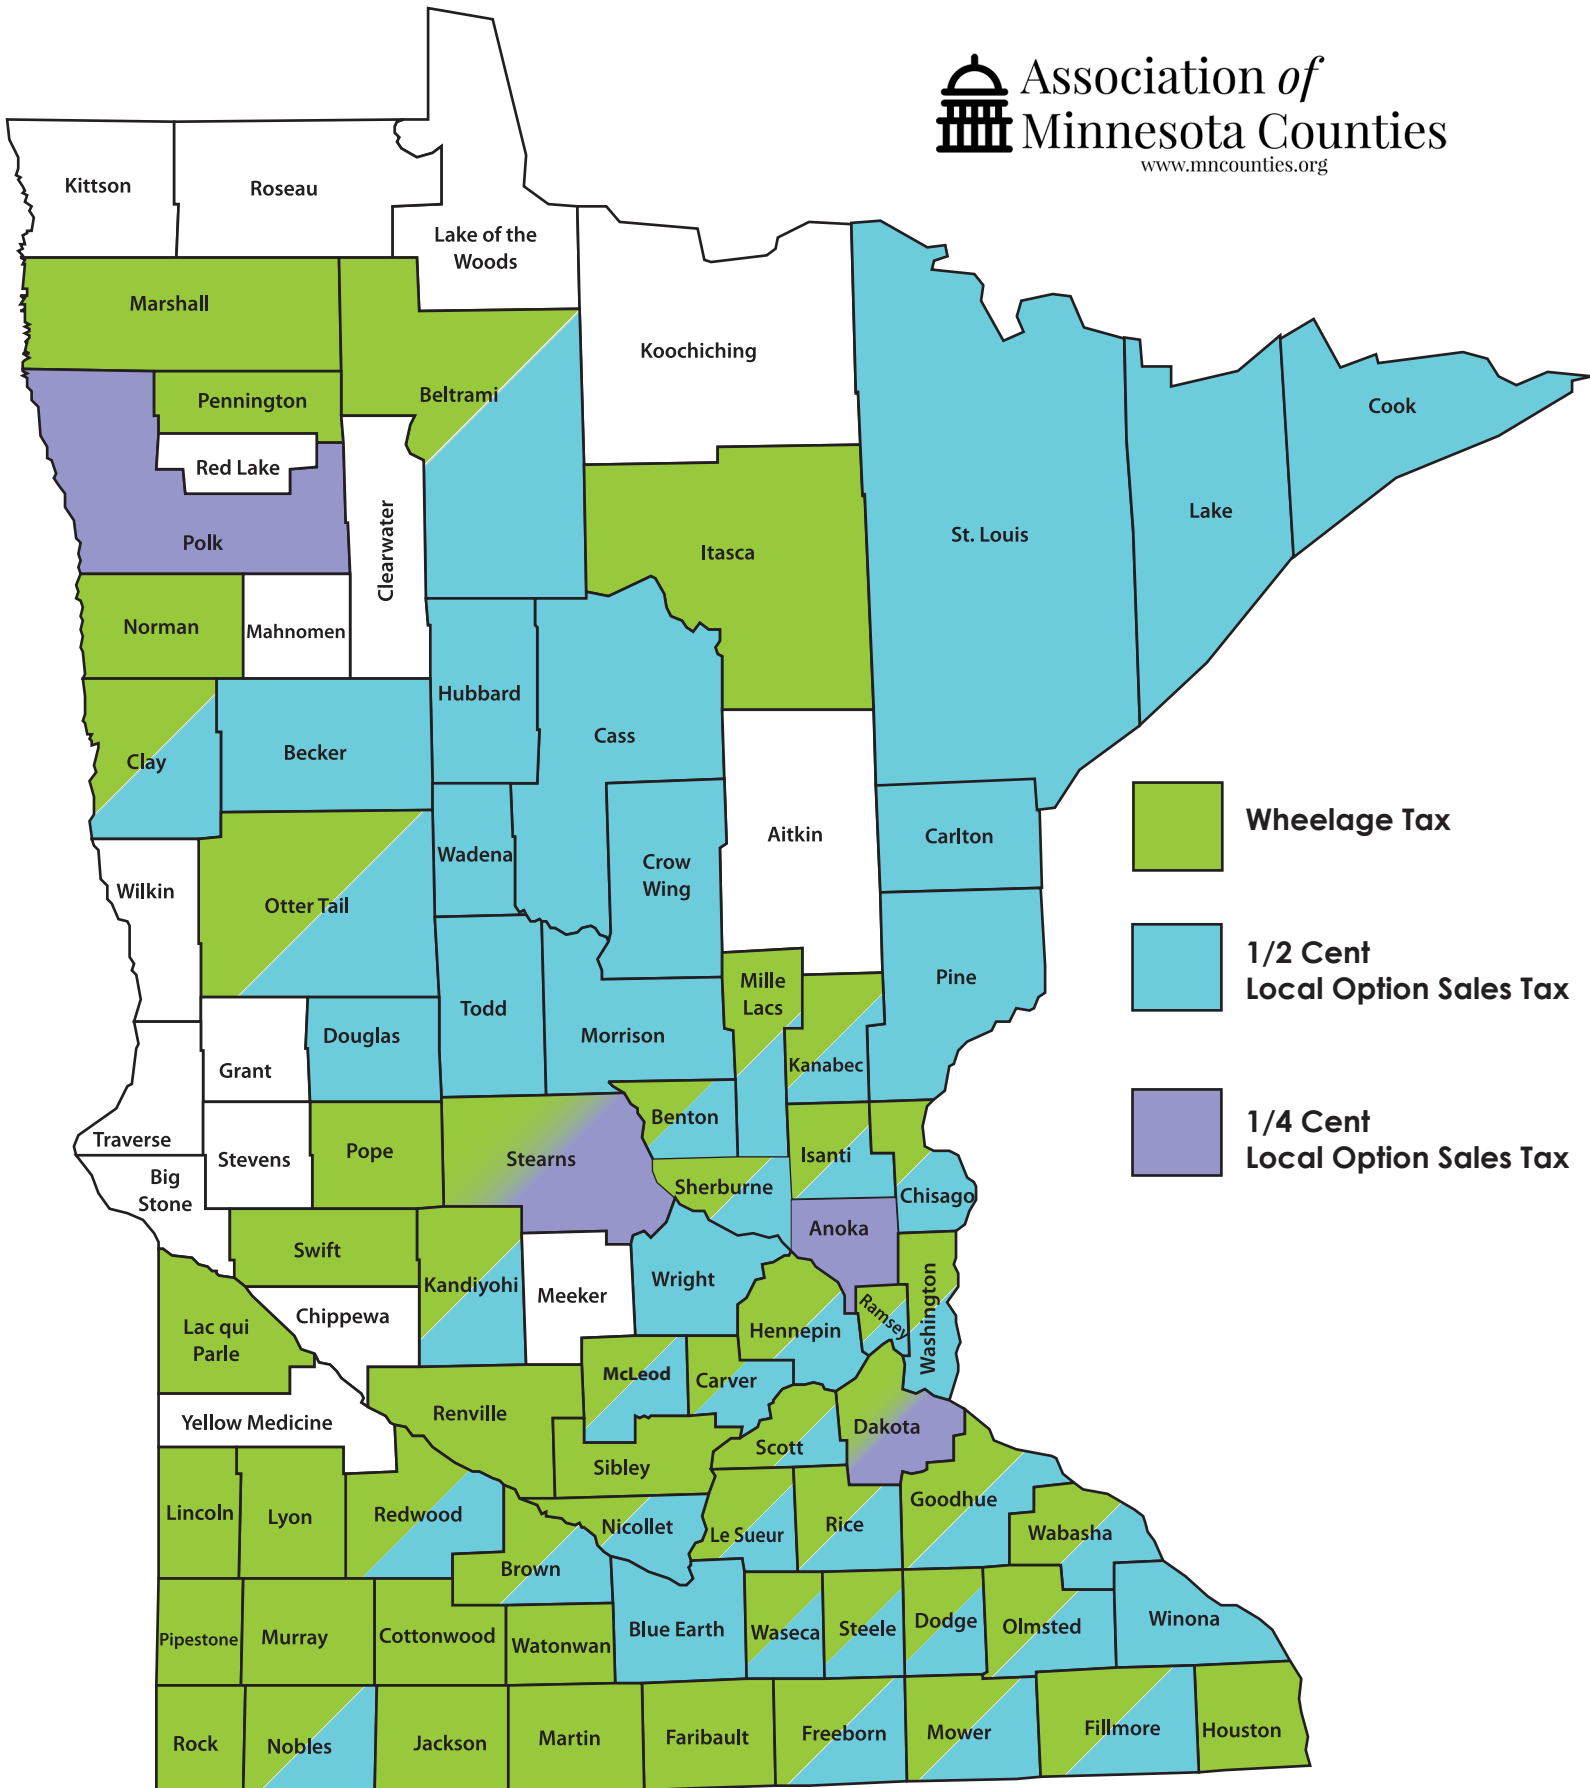 Association of
Minnesota Counties
www.mncounties.org
Kittson
Roseau
Lake of the
Woods
Marshall
Koochiching
Beltrami
Pennington
Cook
Red Lake
Lake
St. Louis
Polk
Clearwater
Itasca
Norman
Mahnomen
Hubbard
Cass
Becker
Clay
Wheelage Tax
Aitkin
Carlton
Wadena
Crow
Wing
Wilkin
Otter Tail
1/2 Cent
Local Option Sales Tax
Pine
Mille
Lacs
Todd
Morrison
Douglas
Kanabec
Grant
Benton
1/4 Cent
Local Option Sales Tax
Traverse
Stevens
Pope
Stearns
Isanti
Big
Stone
Sherburne
Chisago
Anoka
Swift
Kandiyohi
Wright
Meeker
Washington
Ramsey
Chippewa
Hennepin
Lac qui
Parle
McLeod
Carver
Renville
Yellow Medicine
Dakota
Scott
Sibley
Goodhue
Lincoln
Lyon
Redwood
Nicollet
Le Sueur
Rice
Wabasha
Brown
Winona
Pipestone
Murray
Cottonwood
Watonwan
Blue Earth
Waseca
Steele
Dodge
Olmsted
Rock
Nobles
Jackson
Martin
Faribault
Freeborn
Mower
Fillmore
Houston